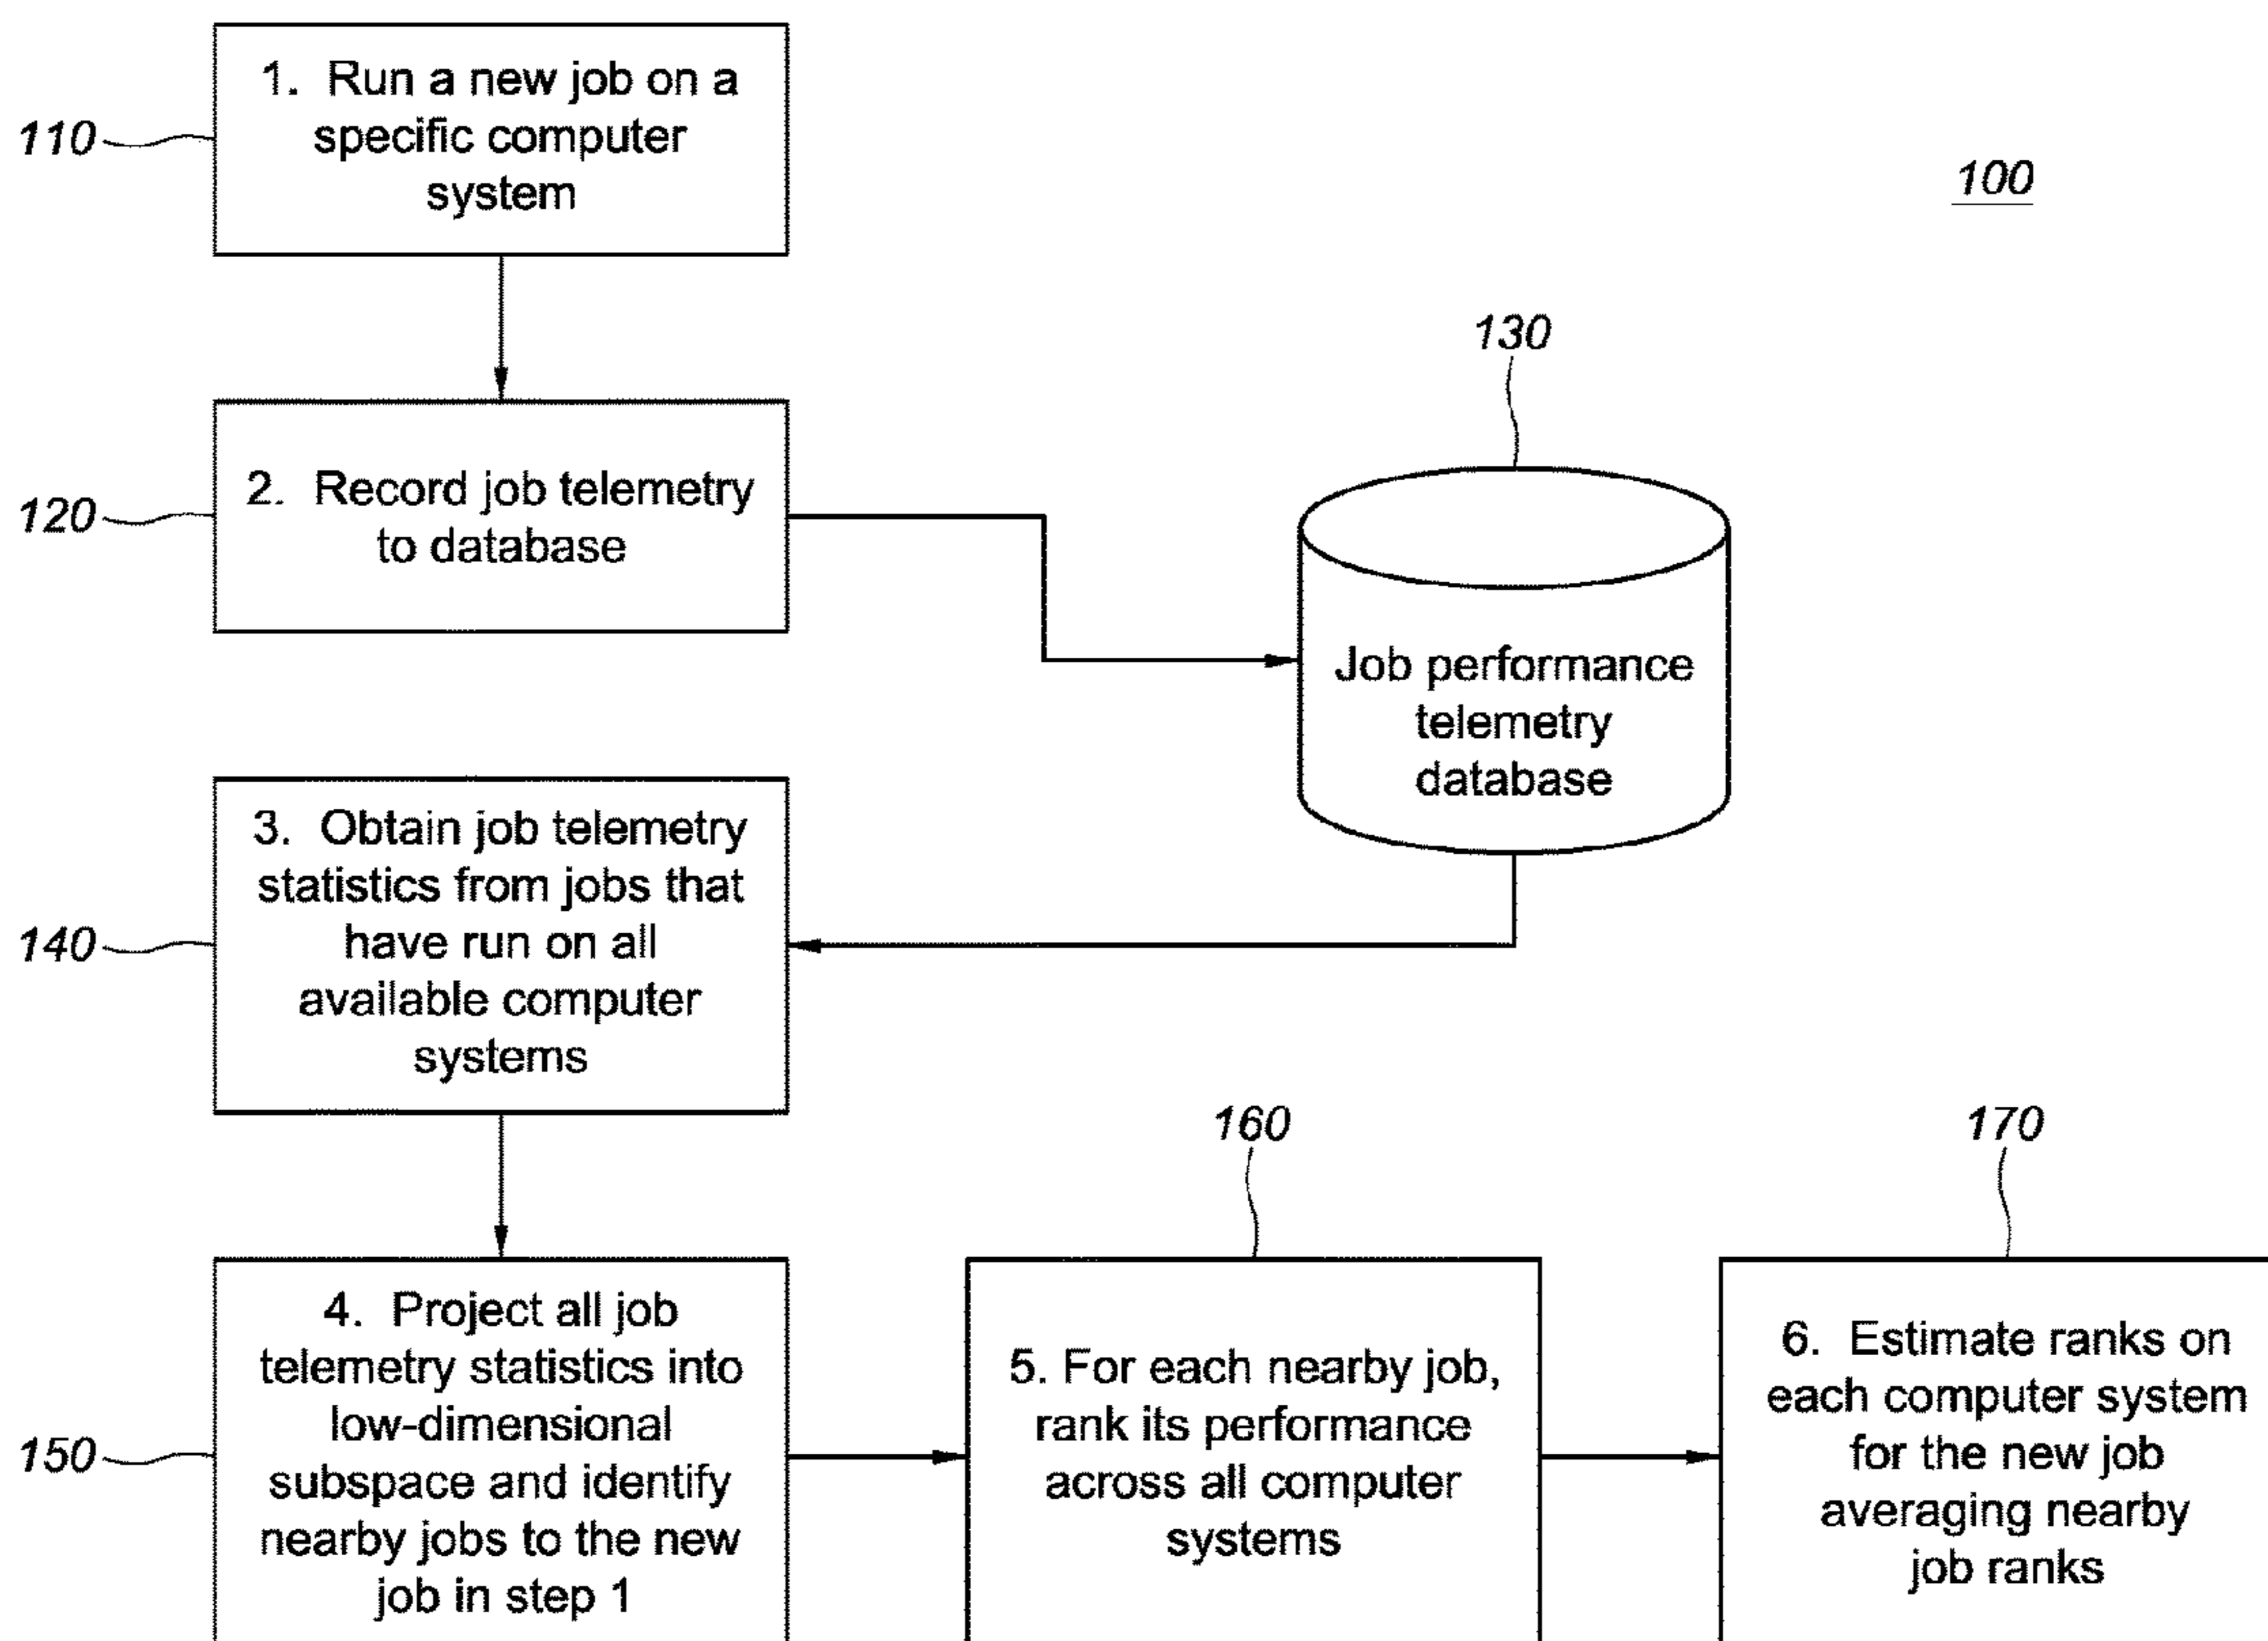 1. Run a new job on a
specific computer
system
110
100
130
2. Record job telemetry
to database
120
Job performance
telemetry
database
3. Obtain job telemetry
statistics from jobs that
have run on all
available computer
systems
140
160
170
4. Project all job
telemetry statistics into
low-dimensional
subspace and identify
nearby jobs to the new
job in step 1
150
5. For each nearby job,
rank its performance
across all computer
systems
6. Estimate ranks on
each computer system
for the new job
averaging nearby
job ranks